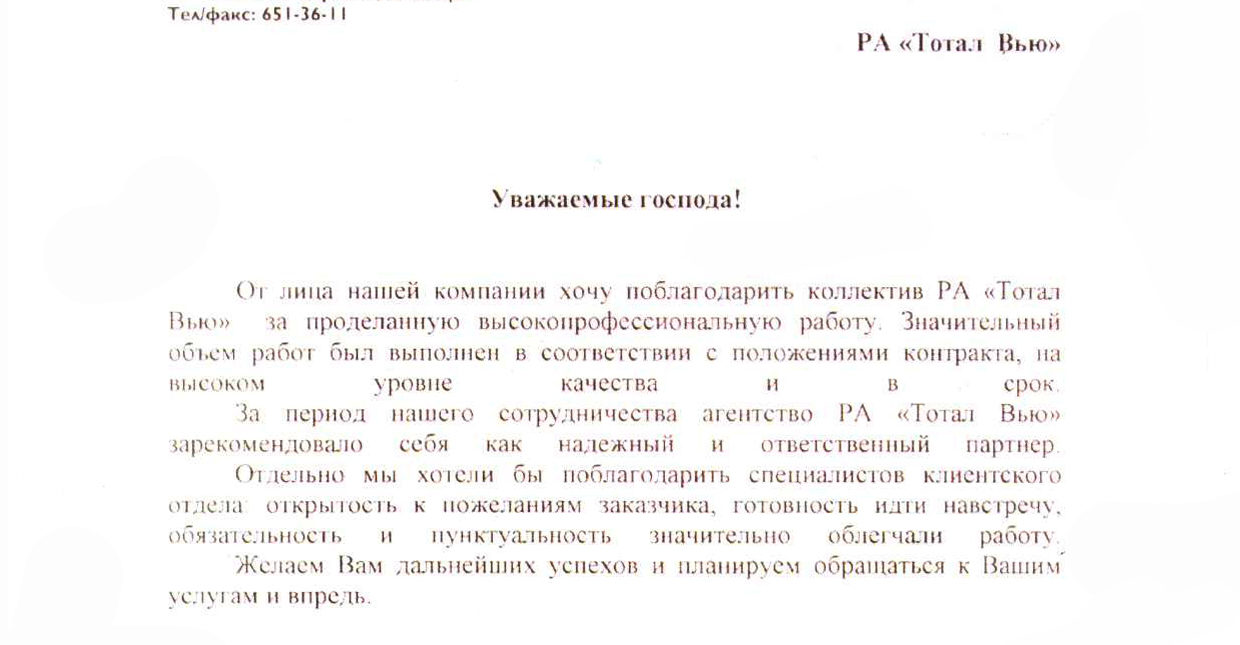 Тел/факс: 651-36-11
РА «Тотал Вью»
Уважаемые господа!
От лица нашей компании хочу поблагодарить коллектив РА «Тотал
Вью» за проделанную высокопрофессиональную работу. Значительный
объем работ был выполнен в соответствии с положениями контракта, на
высоком уровне качества и в срок.
За период нашего сотрудничества агентство РА «Тотал Вью»
зарекомендовало себя как надежный и ответственный партнер.
Отдельно мы хотели бы поблагодарить специалистов клиентского
отдела: открытость к пожеланиям заказчика, готовность идти навстречу,
обязательность и пунктуальность значительно облегчали работу.
Желаем Вам дальнейших успехов и планируем обращаться к Вашим
услугам и впредь.